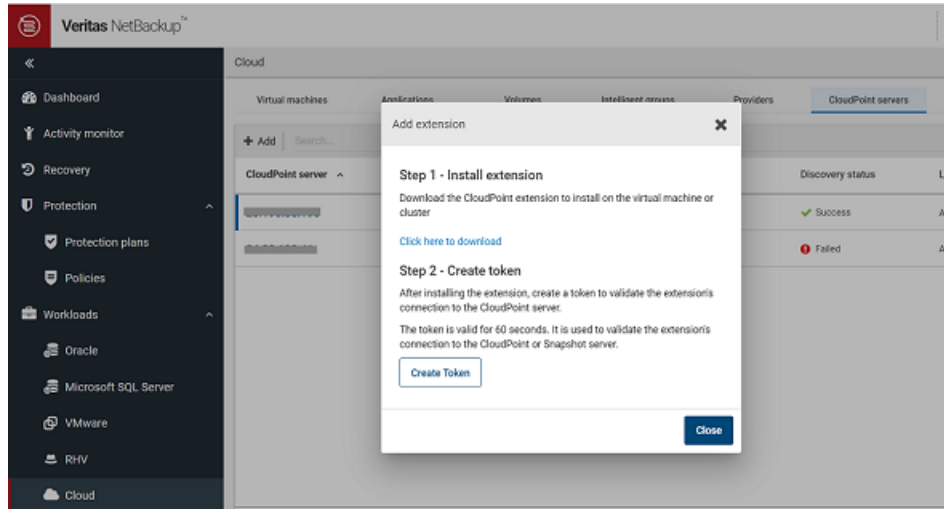 Veritas NetBackup™
«
Cloud
Dashboard
Activity monitor
Recovery
Protection
Protection plans
Policies
Workloads
Oracle
Microsoft SQL Server
VMware
RHV
Cloud
Virtual machines Applications Volumes Intelligent groups Providers CloudPoint servers
+ Add Search...
CloudPoint server Discovery status L
Success A
Failed A
Add extension
Step 1 - Install extension
Download the CloudPoint extension to install on the virtual machine or
cluster
Click here to download
Step 2 - Create token
After installing the extension, create a token to validate the extension's
connection to the CloudPoint server.
The token is valid for 60 seconds. It is used to validate the extension's
connection to the CloudPoint or Snapshot server.
Create Token
Close